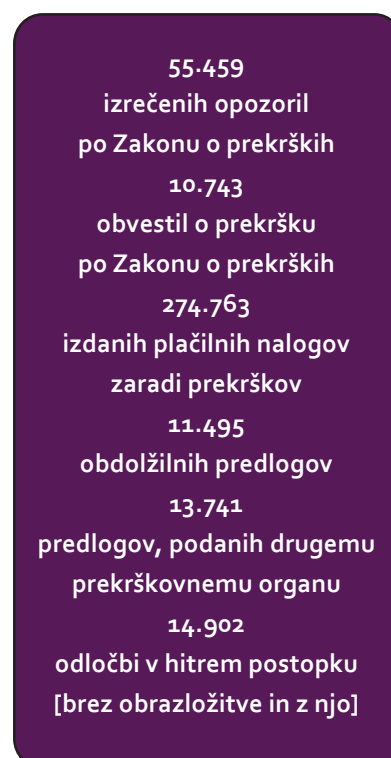 55.459
izrečenih opozoril
po Zakonu o prekrških
10.743
obvestil o prekršku
po Zakonu o prekrških
274.763
izdanih plačilnih nalogov
zaradi prekrškov
11.495
obdolžilnih predlogov
13.741
predlogov, podanih drugemu
prekrškovnemu organu
14.902
odločbi v hitrem postopku
[brez obrazložitve in z njo]